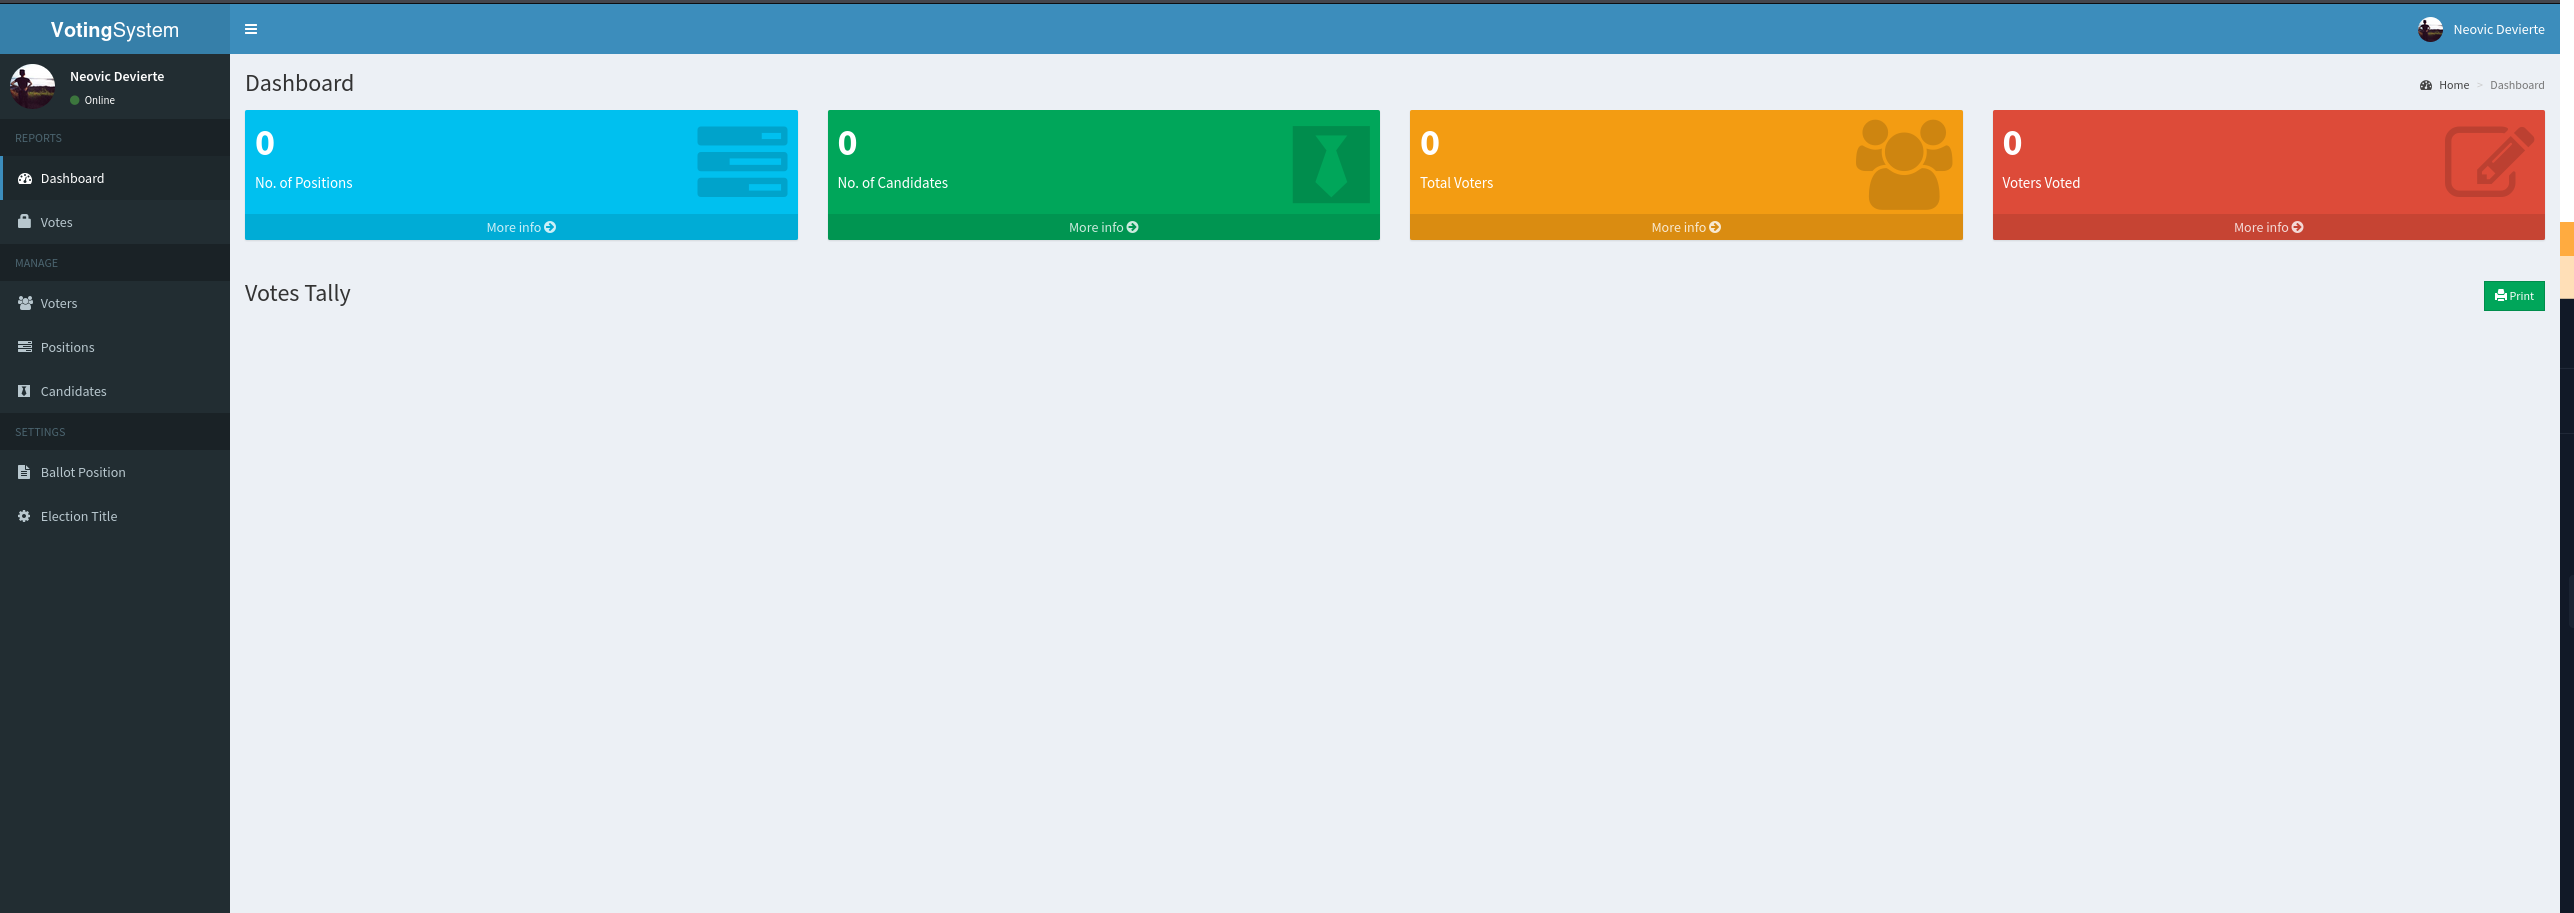 VotingSystem
Neovic Devierte
Neovic Devierte
Online
REPORTS
Dashboard
Votes
MANAGE
Voters
Positions
Candidates
SETTINGS
Ballot Position
Election Title
Dashboard
Home > Dashboard
0
No. of Positions
More info
0
No. of Candidates
More info
0
Total Voters
More info
0
Voters Voted
More info
Votes Tally
Print